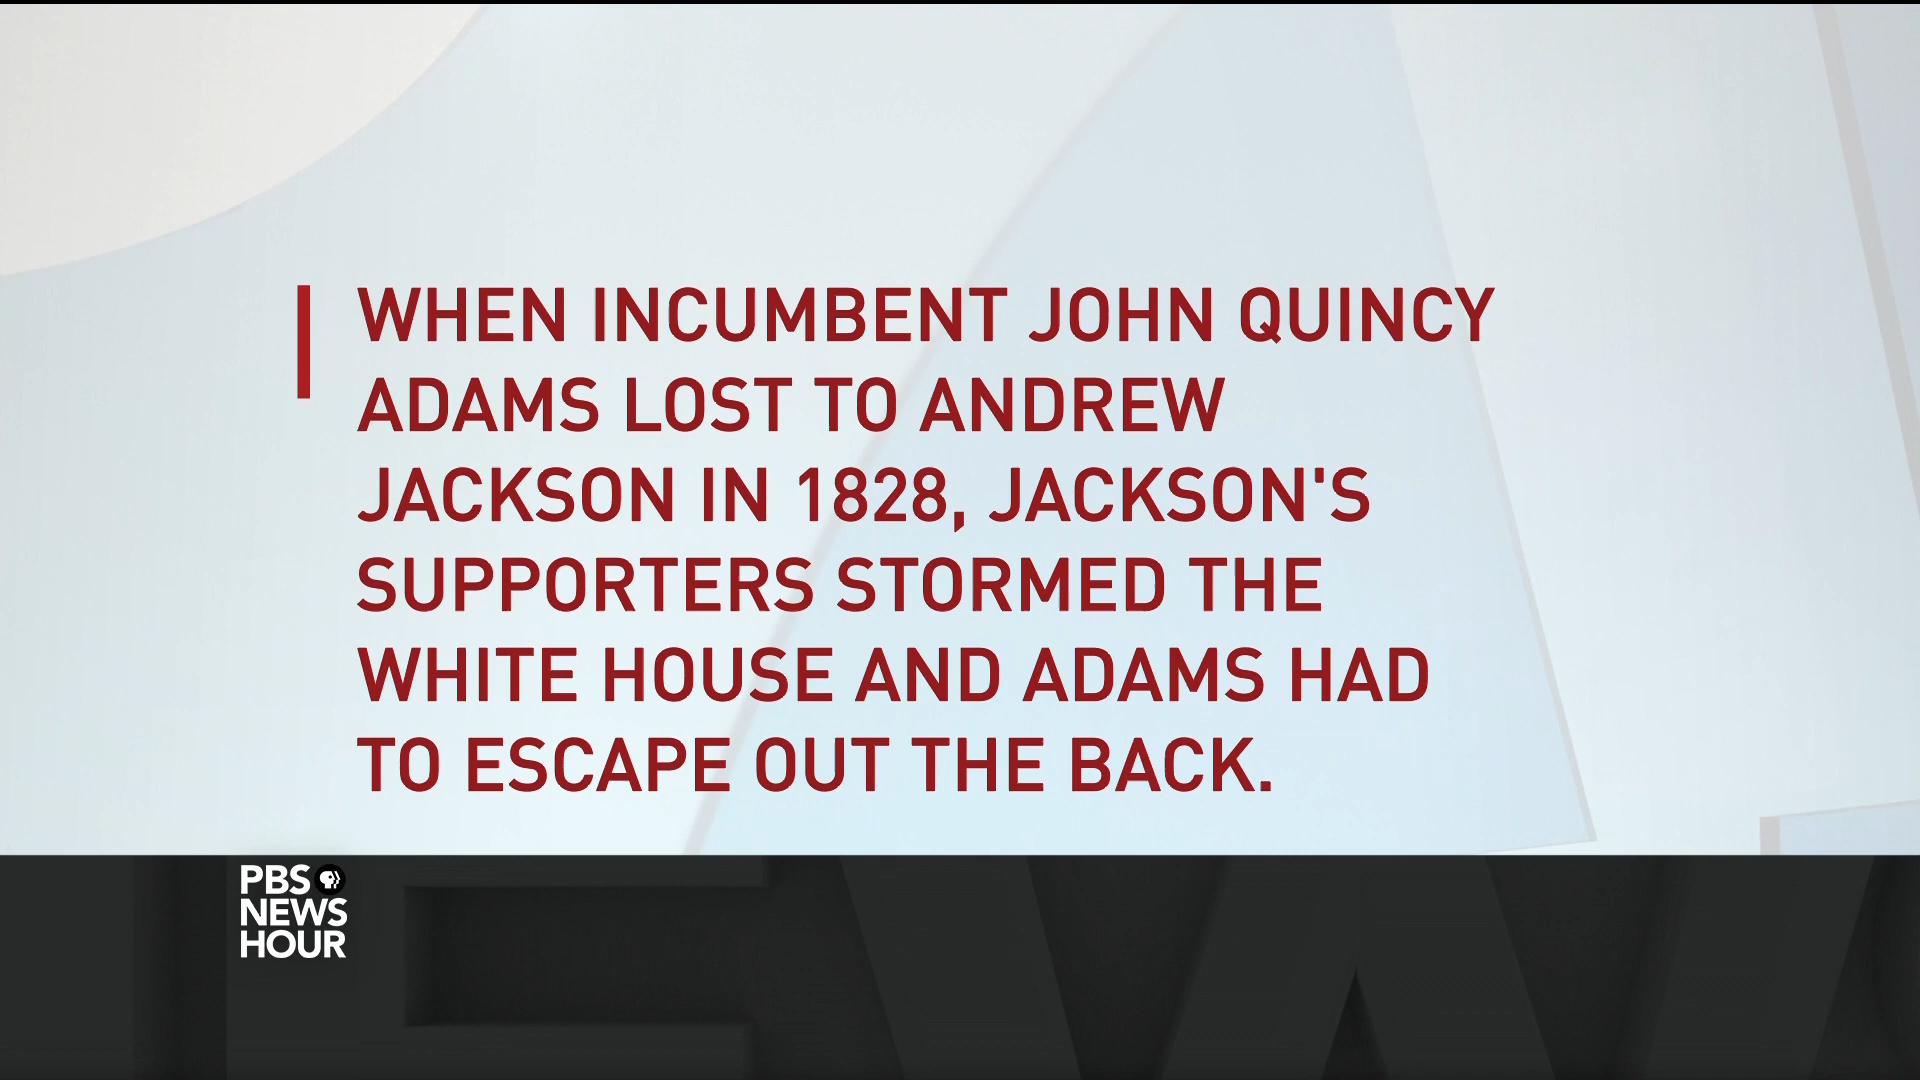 WHEN INCUMBENT JOHN QUINCY
ADAMS LOST TO ANDREW
JACKSON IN 1828, JACKSON'S
SUPPORTERS STORMED THE
WHITE HOUSE AND ADAMS HAD
TO ESCAPE OUT THE BACK.
PBS
NEWS
HOUR